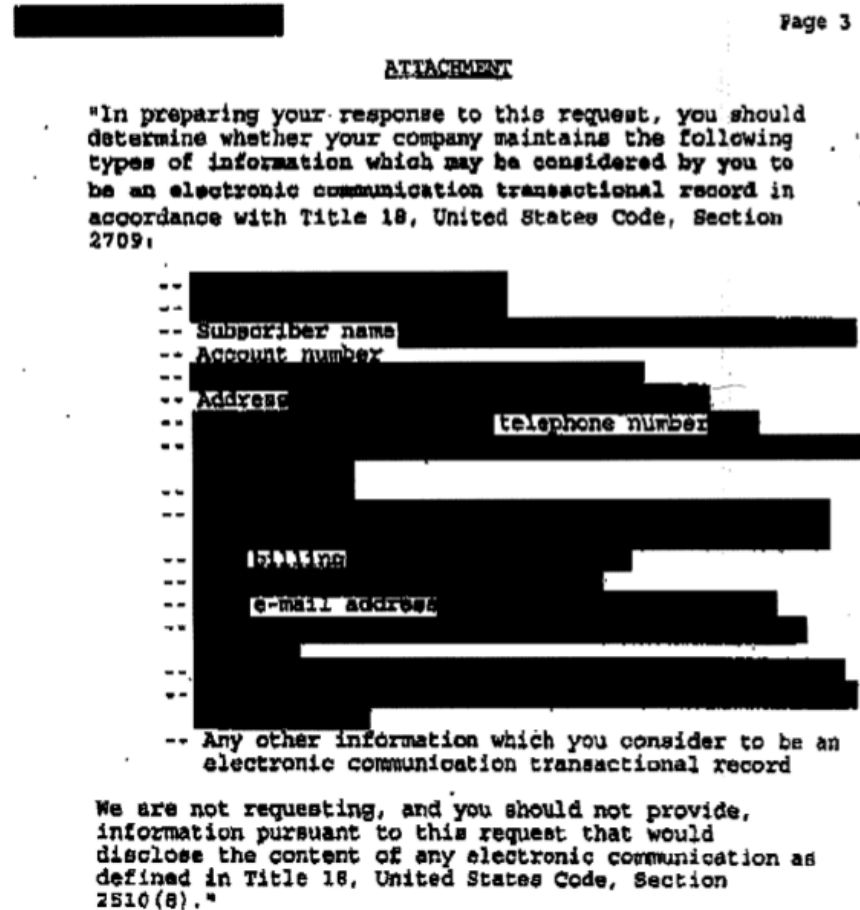 Page 3
ATTACHMENT
"In preparing your response to this request, you should
determine whether your company maintains the following
types of information which may be considered by you to
be an electronic communication transactional record in
accordance with Title 18, United States Code, Section
2709:
--
--
-- Subscriber name
-- Account number
--
-- Address
-- telephone number
--
--
--
-- billing
--
-- e-mail address
--
--
--
-- Any other information which you consider to be an
electronic communication transactional record
We are not requesting, and you should not provide,
information pursuant to this request that would
disclose the content of any electronic communication as
defined in Title 18, United States Code, Section
2510(8)."